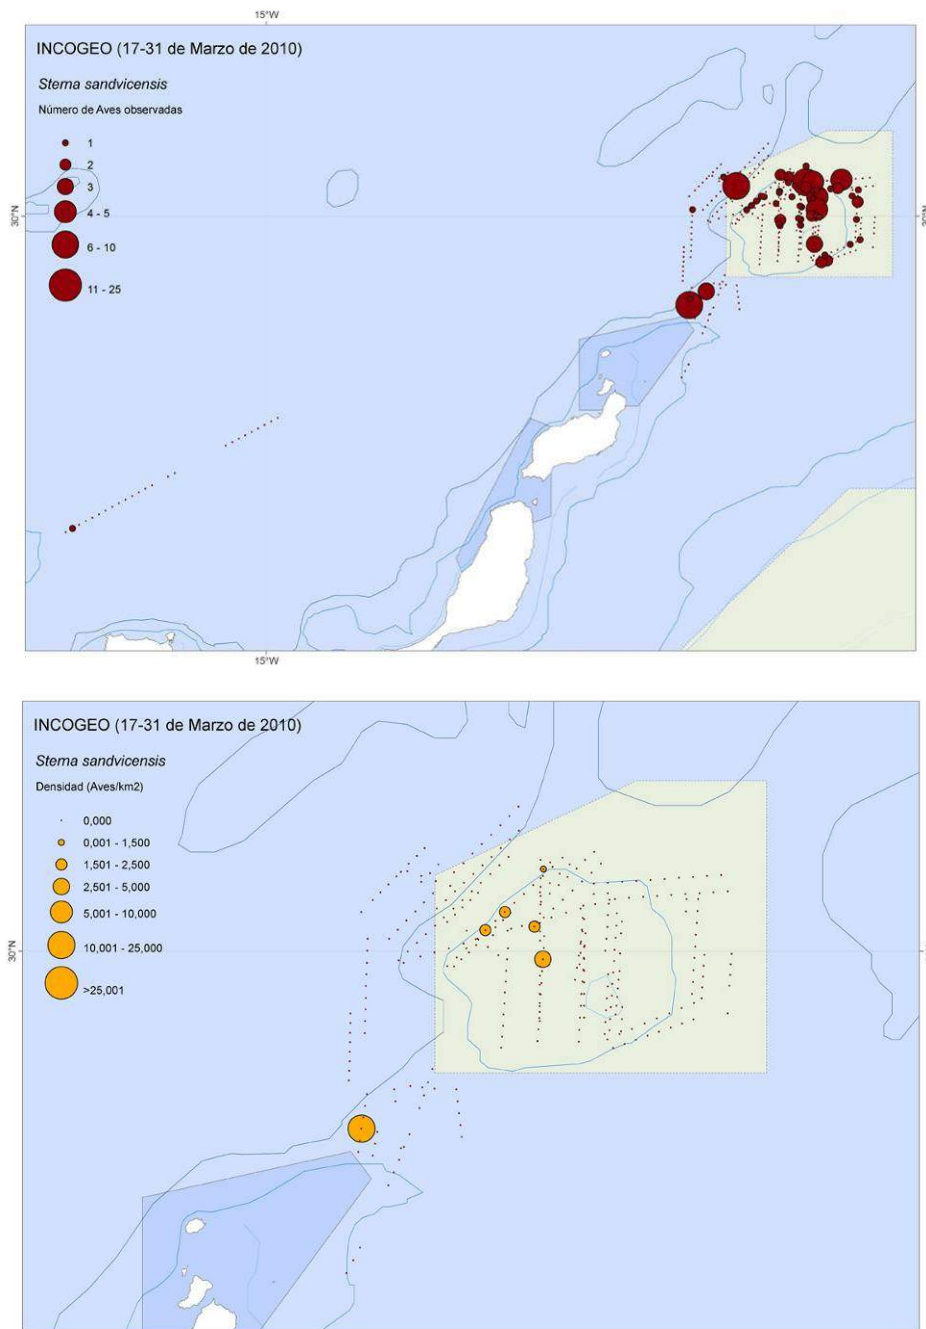 15°W
INCOGEO (17-31 de Marzo de 2010)
Sterna sandvicensis
Número de Aves observadas
1
2
3
4 - 5
6 - 10
11 - 25
30°N
30°N
15°W
INCOGEO (17-31 de Marzo de 2010)
Sterna sandvicensis
Densidad (Aves/km2)
0,000
0,001 - 1,500
1,501 - 2,500
2,501 - 5,000
5,001 - 10,000
10,001 - 25,000
>25,001
30°N